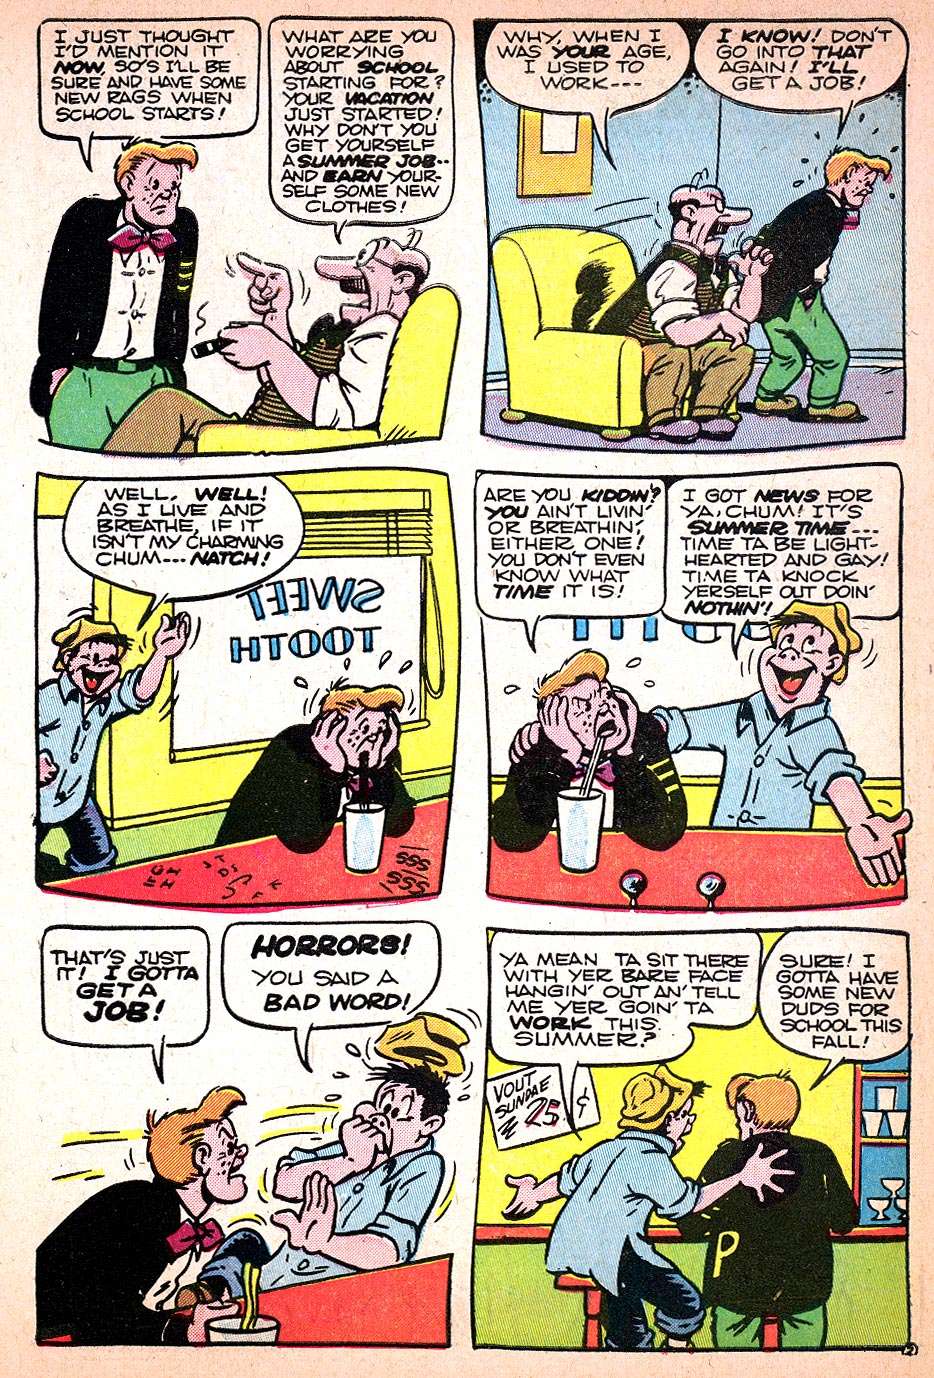 I JUST THOUGHT
I'D MENTION IT
NOW, SO'S I'LL BE
SURE AND HAVE SOME
NEW RAGS WHEN
SCHOOL STARTS!
WHAT ARE YOU
WORRYING
ABOUT SCHOOL
STARTING FOR?
YOUR VACATION
JUST STARTED!
WHY DON'T YOU
GET YOURSELF
A SUMMER JOB--
AND EARN YOUR-
SELF SOME NEW
CLOTHES!
WHY, WHEN I
WAS YOUR AGE,
I USED TO
WORK---
I KNOW! DON'T
GO INTO THAT
AGAIN! I'LL
GET A JOB!
WELL, WELL!
AS I LIVE AND
BREATHE, IF IT
ISN'T MY CHARMING
CHUM--- NATCH!
SWEET
TOOTH
ARE YOU KIDDIN'?
YOU AIN'T LIVIN'
OR BREATHIN',
EITHER ONE!
YOU DON'T EVEN
KNOW WHAT
TIME IT IS!
I GOT NEWS FOR
YA, CHUM! IT'S
SUMMER TIME---
TIME TA BE LIGHT-
HEARTED AND GAY!
TIME TA KNOCK
YERSELF OUT DOIN'
NOTHIN'!
THAT'S JUST
IT! I GOTTA
GET A
JOB!
HORRORS!
YOU SAID A
BAD WORD!
YA MEAN TA SIT THERE
WITH YER BARE FACE
HANGIN' OUT AN' TELL
ME YER GOIN' TA
WORK THIS
SUMMER?
SURE! I
GOTTA HAVE
SOME NEW
DUDS FOR
SCHOOL THIS
FALL!
VOUT
SUNDAE
25
¢
P
2